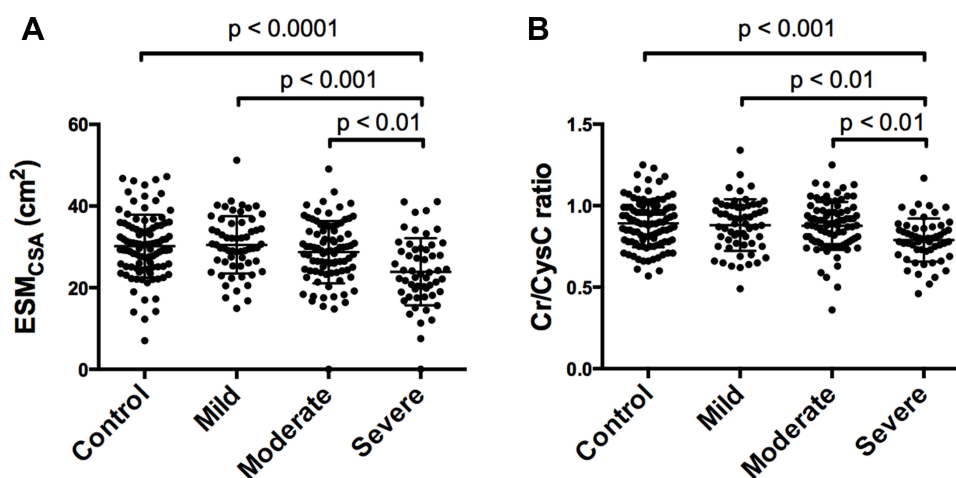 A
p < 0.0001
p < 0.001
p < 0.01
60
40
20
0
ESMCSA (cm²)
Control
Mild
Moderate
Severe
B
p < 0.001
p < 0.01
p < 0.01
1.5
1.0
0.5
0.0
Cr/CysC ratio
Control
Mild
Moderate
Severe